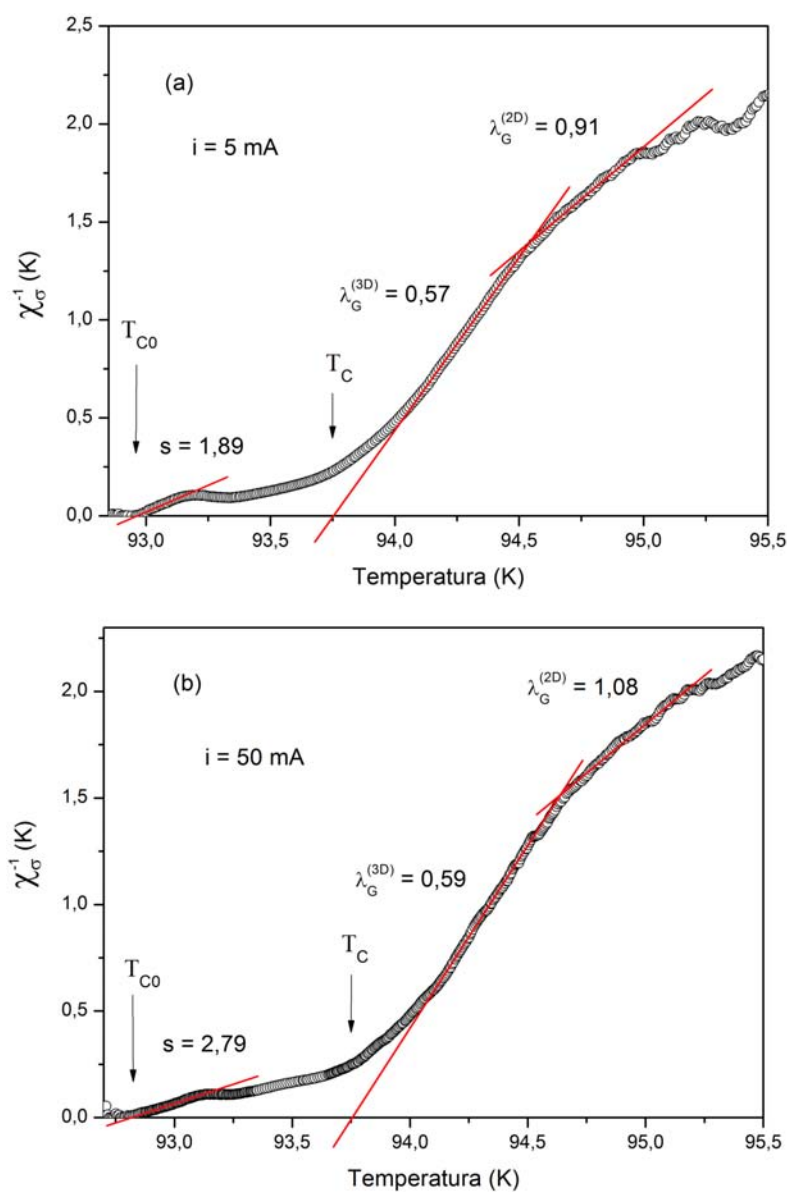 2,5
(a)
λG(2D) = 0,91
2,0
i = 5 mA
1,5
χσ-1 (K)
λG(3D) = 0,57
TC0
1,0
TC
0,5
s = 1,89
0,0
93,0 93,5 94,0 94,5 95,0 95,5
Temperatura (K)
(b)
λG(2D) = 1,08
2,0
i = 50 mA
1,5
χσ-1 (K)
λG(3D) = 0,59
1,0
TC0
TC
0,5
s = 2,79
0,0
93,0 93,5 94,0 94,5 95,0 95,5
Temperatura (K)